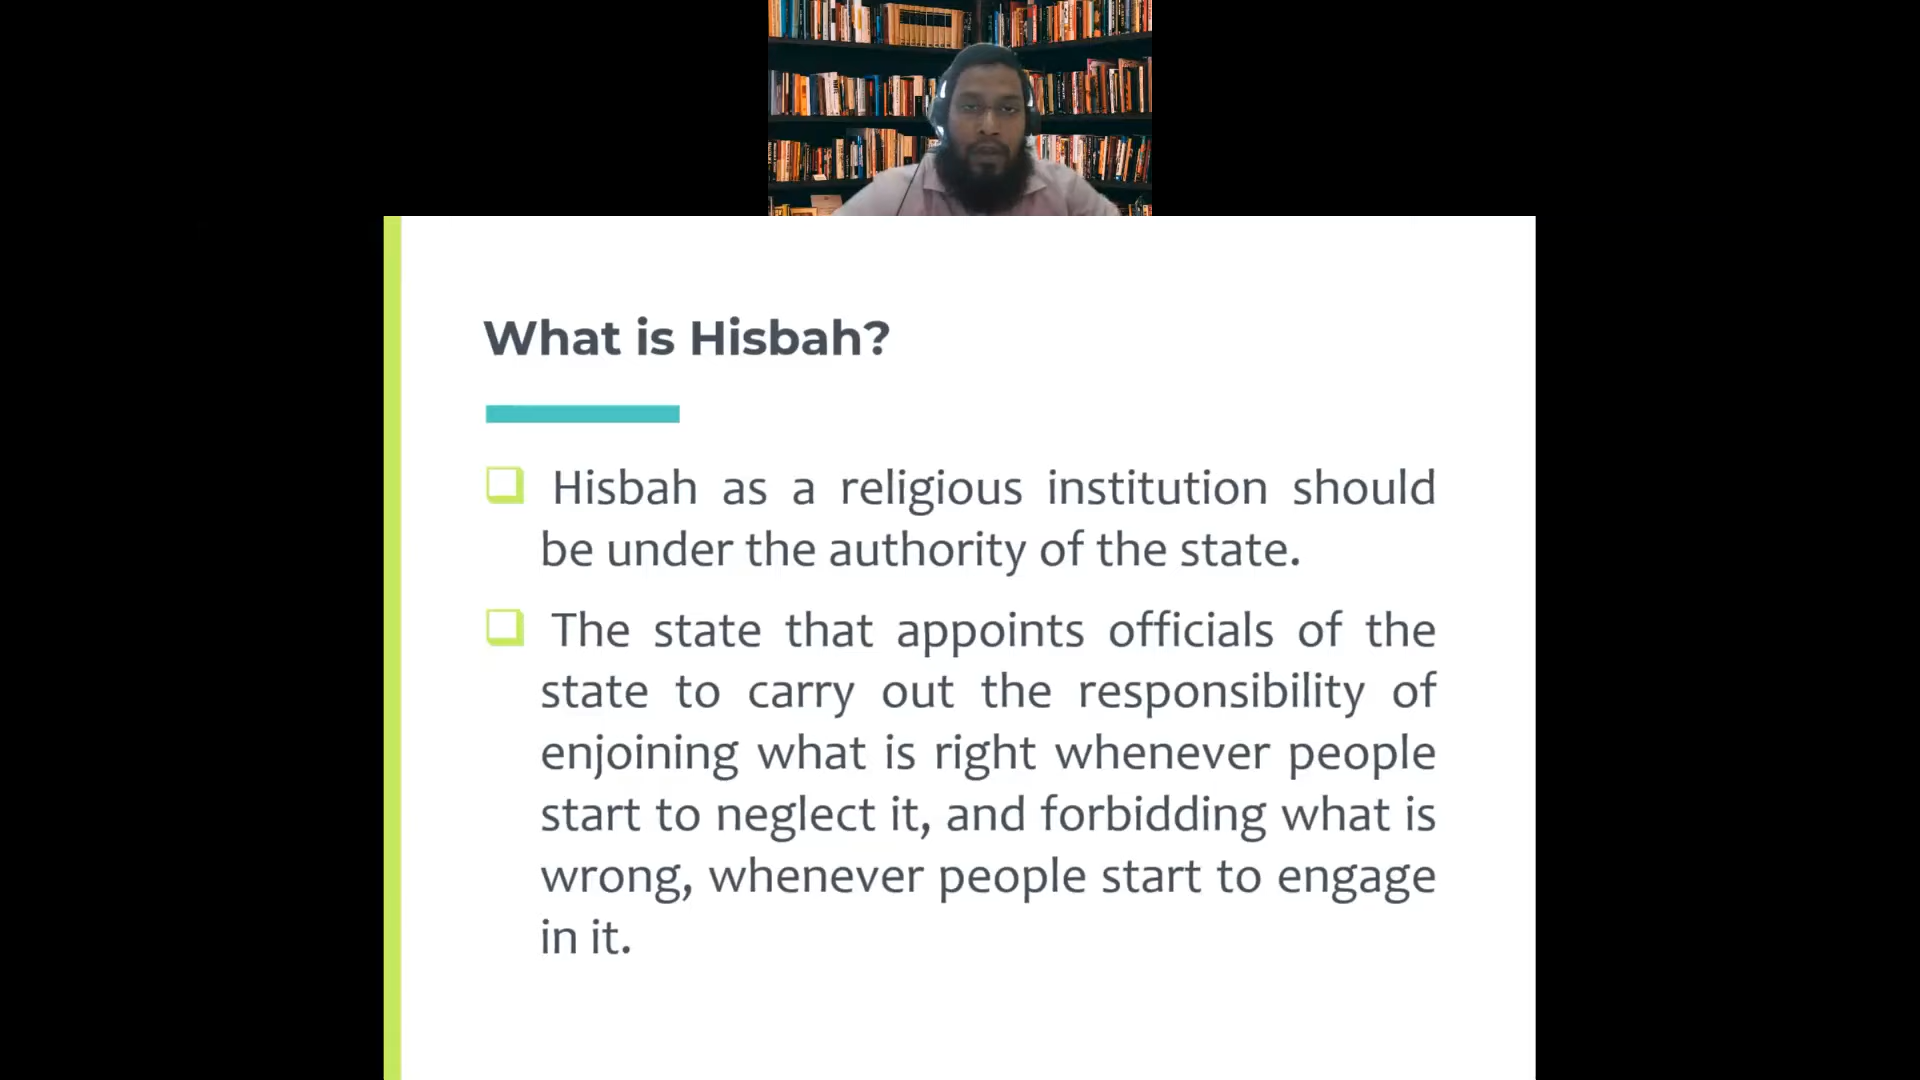 What is Hisbah?
Hisbah as a religious institution should
be under the authority of the state.
The state that appoints officials of the
state to carry out the responsibility of
enjoining what is right whenever people
start to neglect it, and forbidding what is
wrong, whenever people start to engage
in it.